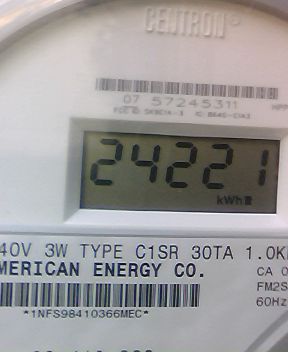 CENTRON®
07 57245311
24221
kWh
40V 3W TYPE C1SR 30TA 1.0K
MERICAN ENERGY CO.
CA 0
FM2S
60Hz
*1NFS98410366MEC*